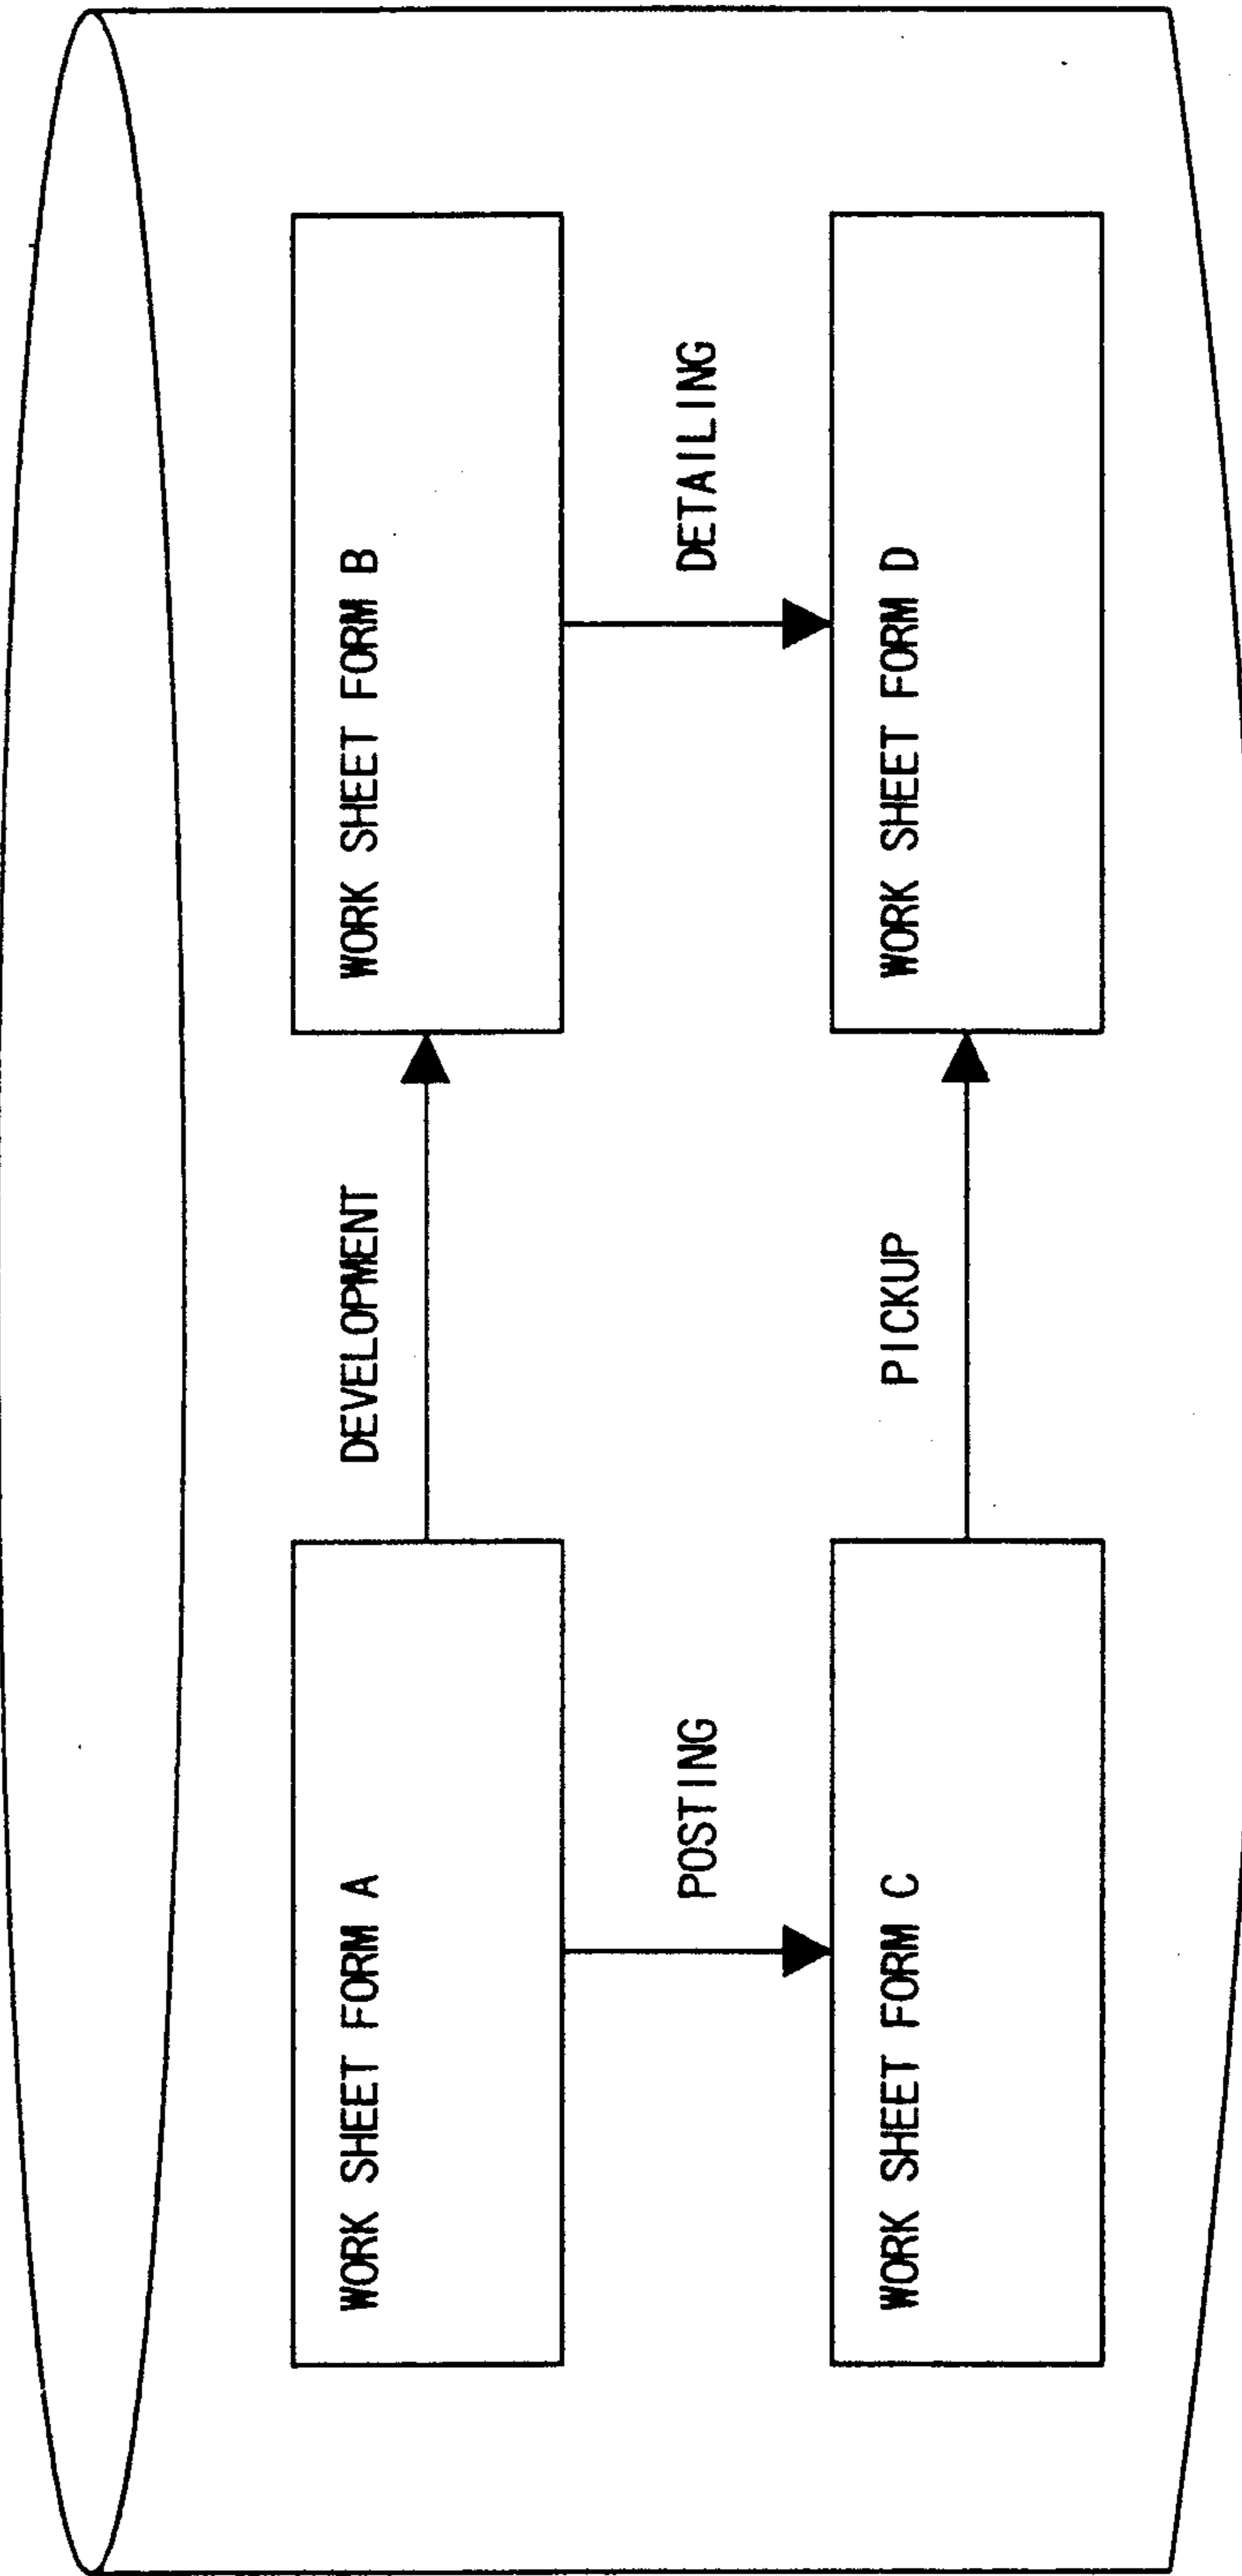 WORK SHEET FORM A
DEVELOPMENT
WORK SHEET FORM B
POSTING
DETAILING
WORK SHEET FORM C
PICKUP
WORK SHEET FORM D